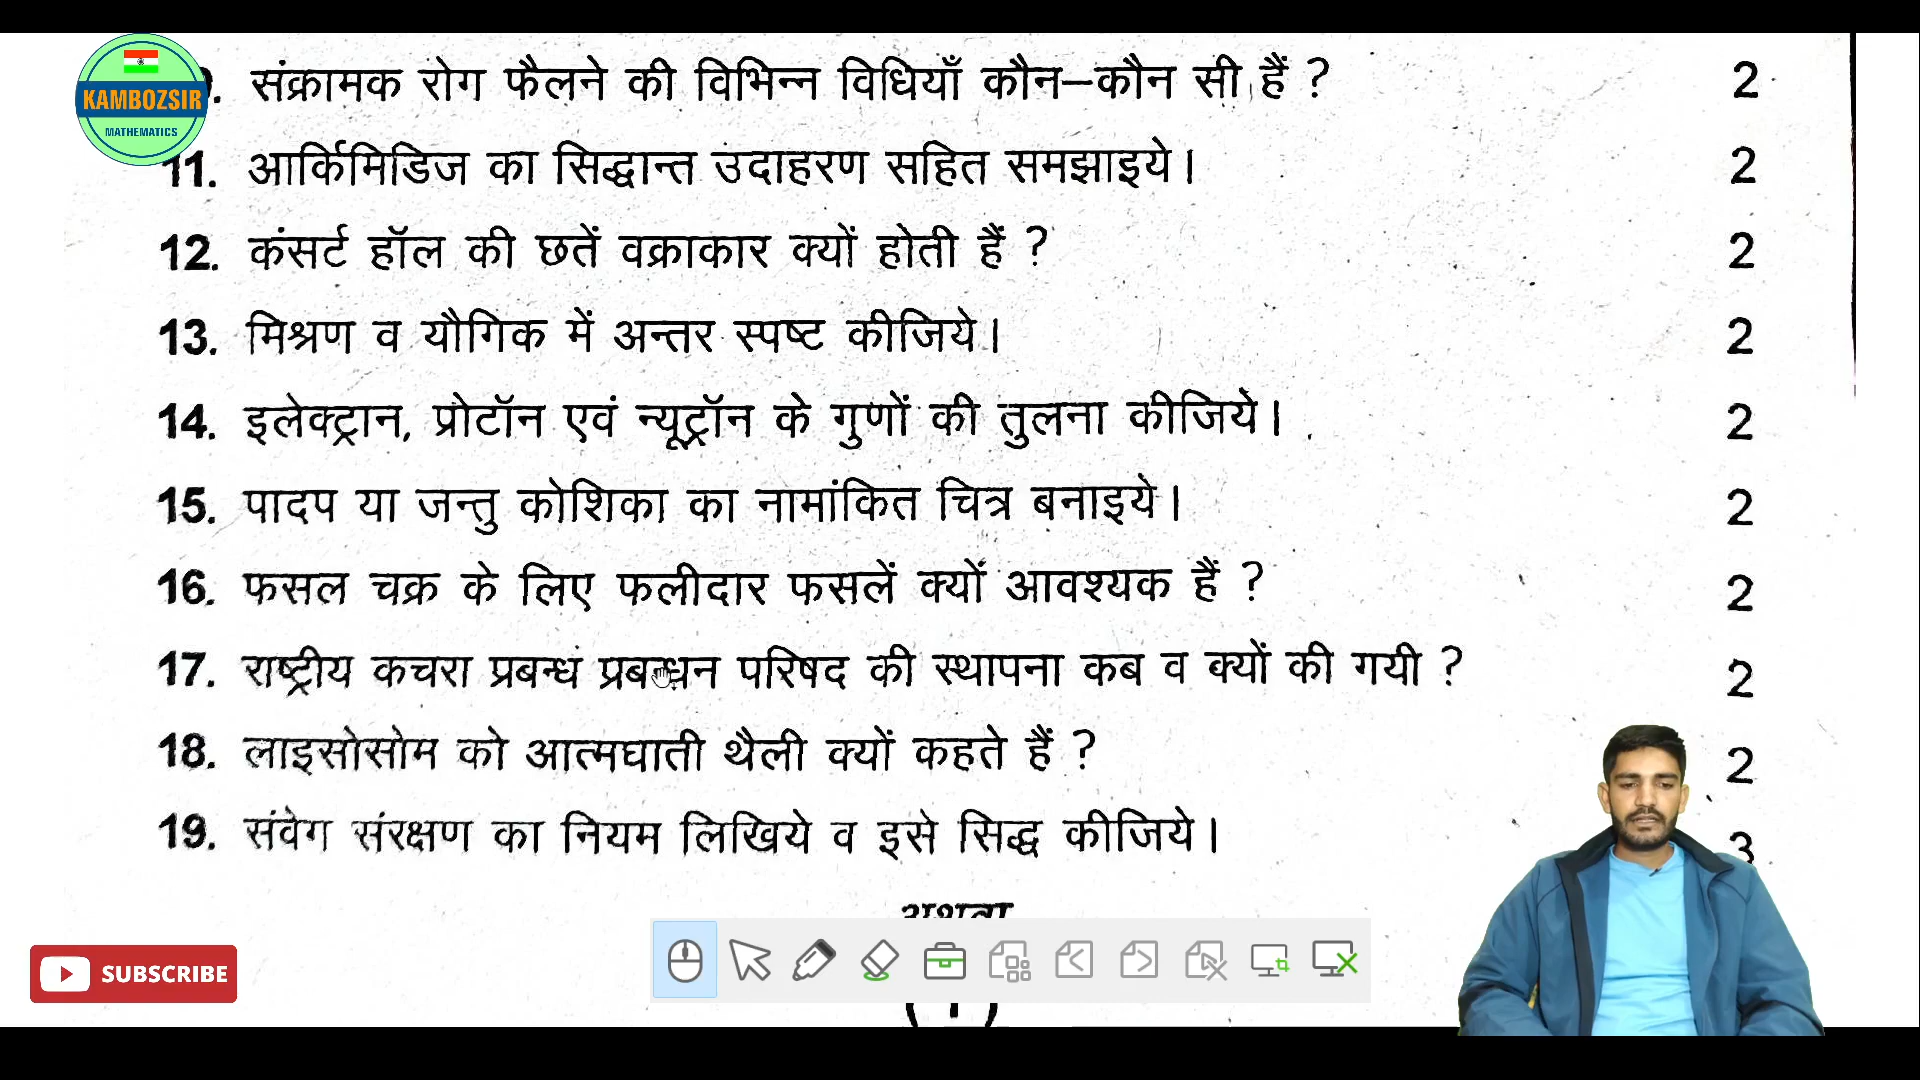 KAMBOZSIR
MATHEMATICS
संक्रामक रोग फैलने की विभिन्न विधियाँ कौन–कौन सी हैं ? 2
11. आर्किमिडिज का सिद्धान्त उदाहरण सहित समझाइये। 2
12. कंसर्ट हॉल की छतें वक्राकार क्यों होती हैं ? 2
13. मिश्रण व यौगिक में अन्तर स्पष्ट कीजिये। 2
14. इलेक्ट्रान, प्रोटॉन एवं न्यूट्रॉन के गुणों की तुलना कीजिये। 2
15. पादप या जन्तु कोशिका का नामांकित चित्र बनाइये। 2
16. फसल चक्र के लिए फलीदार फसलें क्यों आवश्यक हैं ? 2
17. राष्ट्रीय कचरा प्रबन्धं प्रबन्धन परिषद की स्थापना कब व क्यों की गयी ? 2
18. लाइसोसोम को आत्मघाती थैली क्यों कहते हैं ? 2
19. संवेग संरक्षण का नियम लिखिये व इसे सिद्ध कीजिये। 3
अथवा
SUBSCRIBE